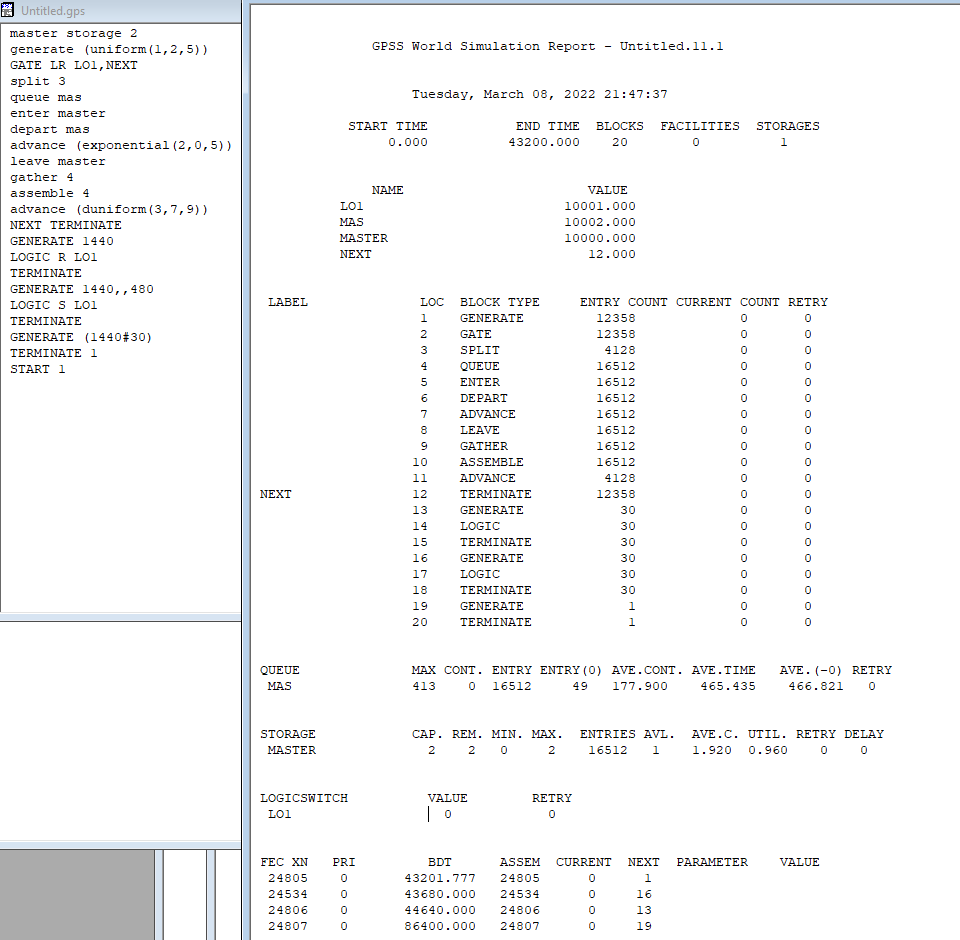 Untitled.gps
master storage 2
generate (uniform(1,2,5))
GATE LR LO1,NEXT
split 3
queue mas
enter master
depart mas
advance (exponential(2,0,5))
leave master
gather 4
assemble 4
advance (duniform(3,7,9))
NEXT TERMINATE
GENERATE 1440
LOGIC R LO1
TERMINATE
GENERATE 1440,,480
LOGIC S LO1
TERMINATE
GENERATE (1440#30)
TERMINATE 1
START 1
GPSS World Simulation Report - Untitled.11.1
Tuesday, March 08, 2022 21:47:37
START TIME END TIME BLOCKS FACILITIES STORAGES
0.000 43200.000 20 0 1
NAME VALUE
LO1 10001.000
MAS 10002.000
MASTER 10000.000
NEXT 12.000
LABEL LOC BLOCK TYPE ENTRY COUNT CURRENT COUNT RETRY
1 GENERATE 12358 0 0
2 GATE 12358 0 0
3 SPLIT 4128 0 0
4 QUEUE 16512 0 0
5 ENTER 16512 0 0
6 DEPART 16512 0 0
7 ADVANCE 16512 0 0
8 LEAVE 16512 0 0
9 GATHER 16512 0 0
10 ASSEMBLE 16512 0 0
11 ADVANCE 4128 0 0
NEXT 12 TERMINATE 12358 0 0
13 GENERATE 30 0 0
14 LOGIC 30 0 0
15 TERMINATE 30 0 0
16 GENERATE 30 0 0
17 LOGIC 30 0 0
18 TERMINATE 30 0 0
19 GENERATE 1 0 0
20 TERMINATE 1 0 0
QUEUE MAX CONT. ENTRY ENTRY(0) AVE.CONT. AVE.TIME AVE.(-0) RETRY
MAS 413 0 16512 49 177.900 465.435 466.821 0
STORAGE CAP. REM. MIN. MAX. ENTRIES AVL. AVE.C. UTIL. RETRY DELAY
MASTER 2 2 0 2 16512 1 1.920 0.960 0 0
LOGICSWITCH VALUE RETRY
LO1 0 0
FEC XN PRI BDT ASSEM CURRENT NEXT PARAMETER VALUE
24805 0 43201.777 24805 0 1
24534 0 43680.000 24534 0 16
24806 0 44640.000 24806 0 13
24807 0 86400.000 24807 0 19